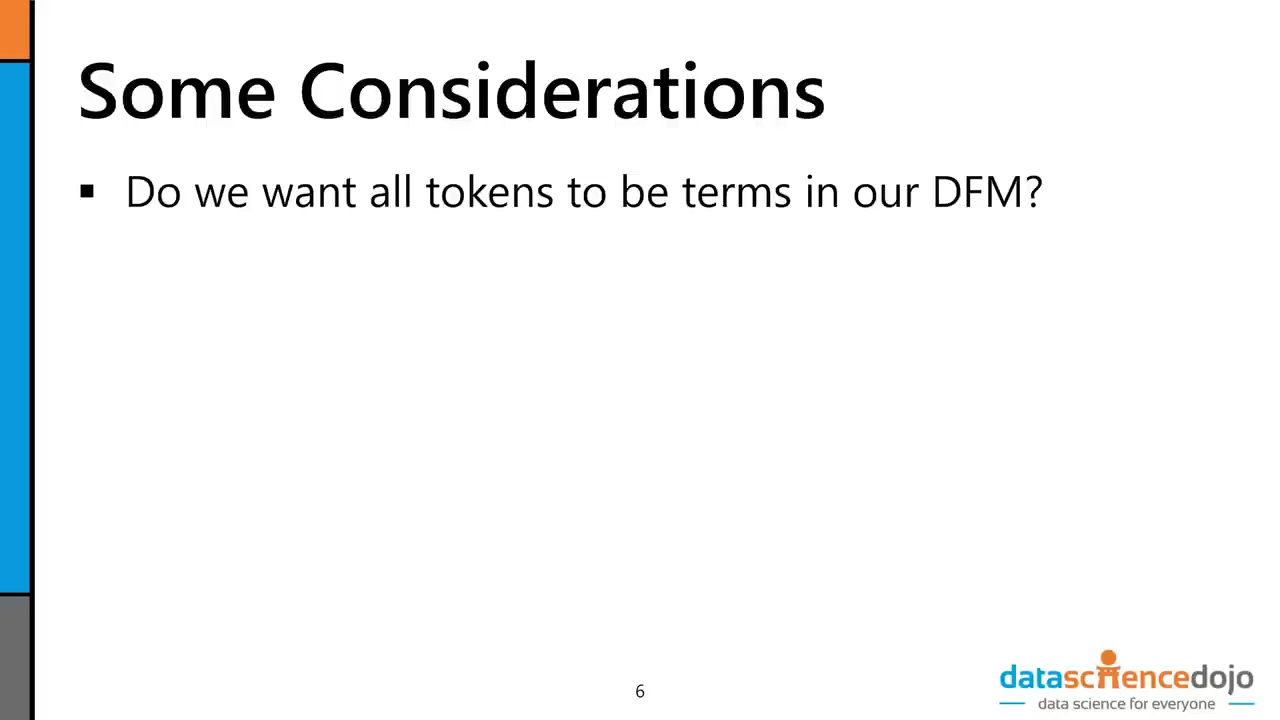 Some Considerations
▪ Do we want all tokens to be terms in our DFM?
6
datasciencedojo
data science for everyone